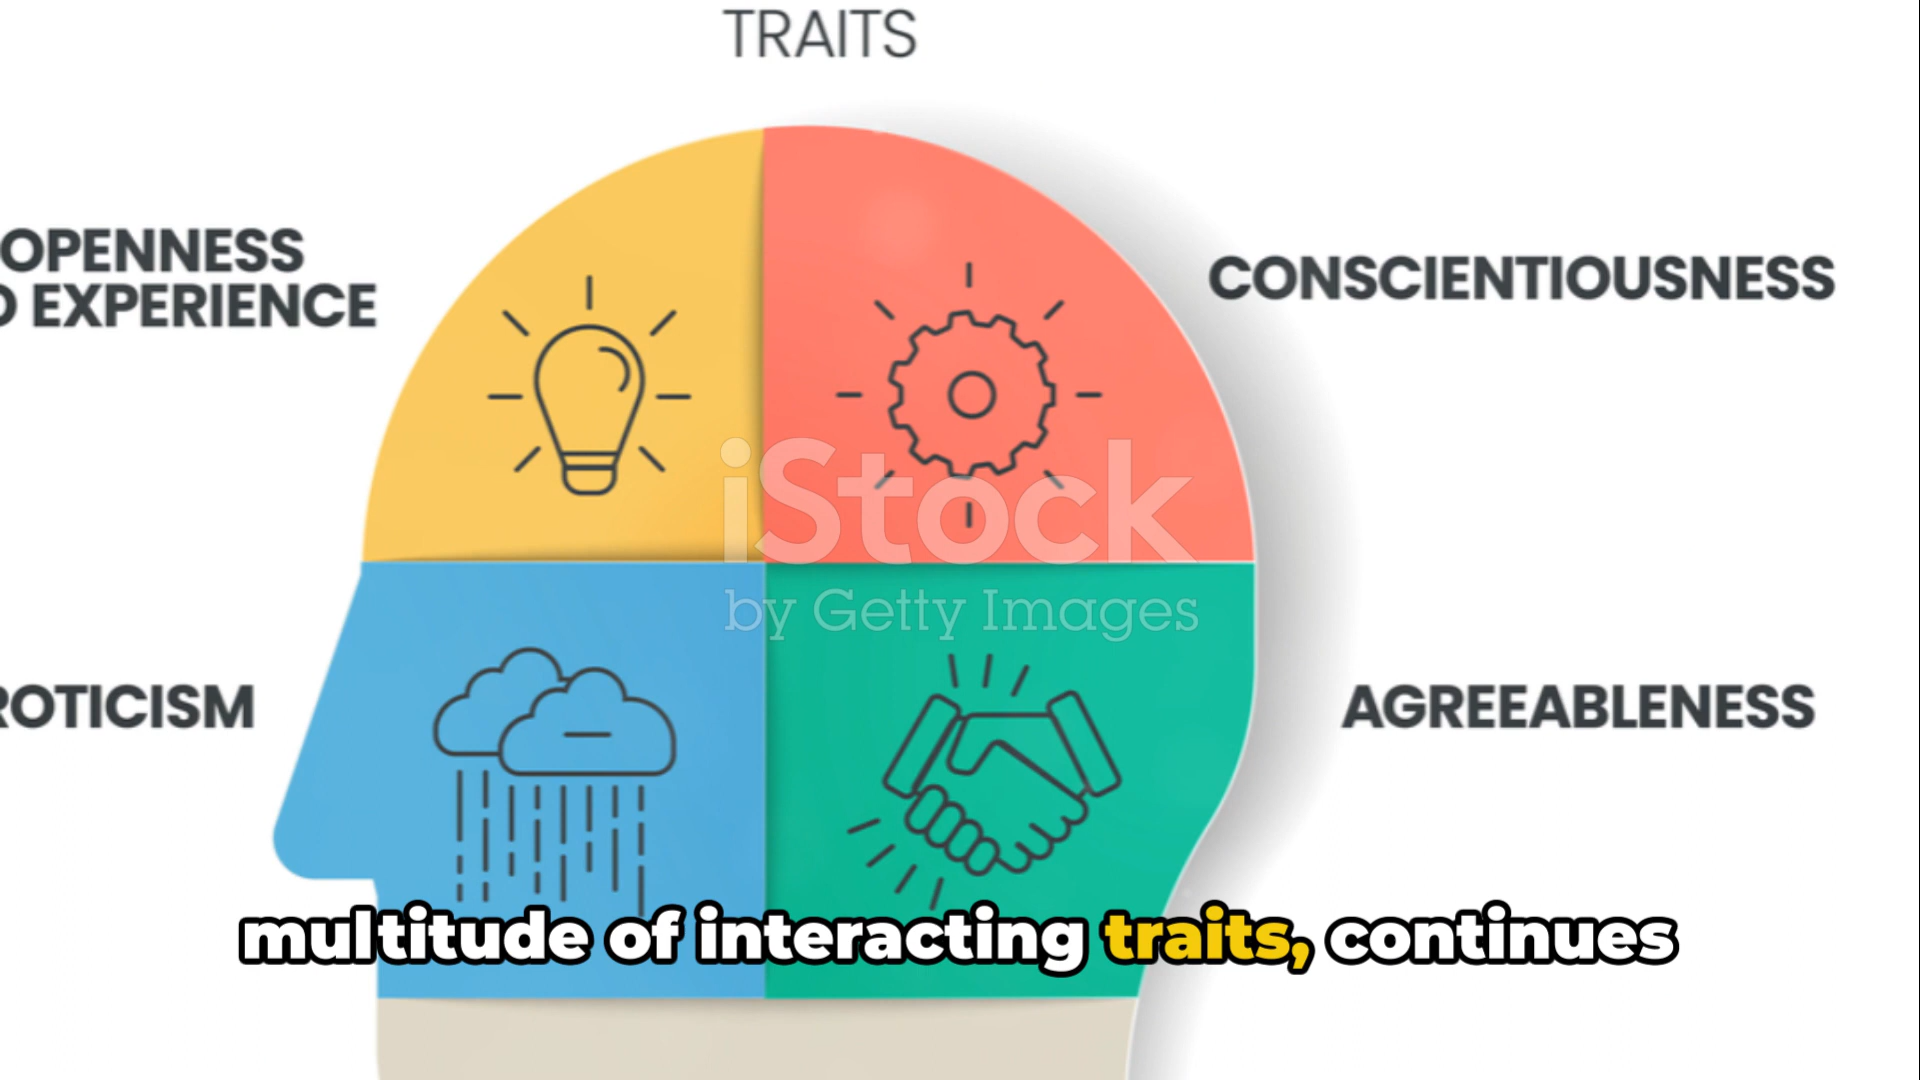 TRAITS
OPENNESS
EXPERIENCE
CONSCIENTIOUSNESS
iStock
by Getty Images
ROTICISM
AGREEABLENESS
multitude of interacting traits, continues